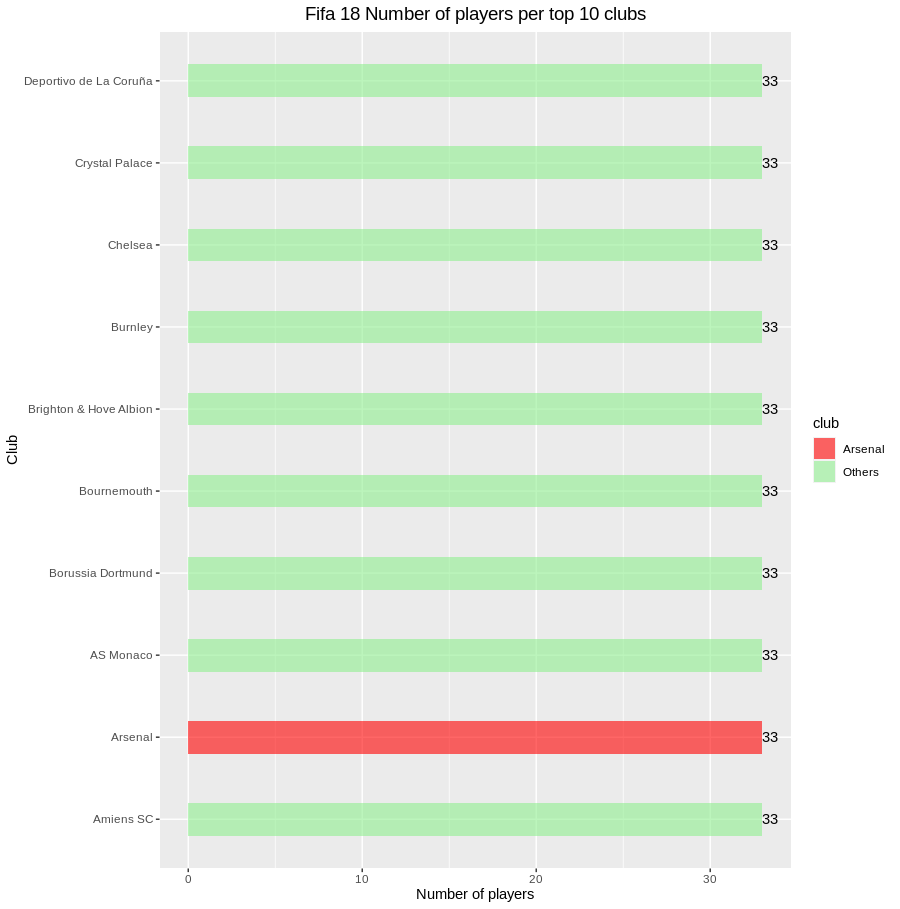 Fifa 18 Number of players per top 10 clubs
Deportivo de La Coruña 33
Crystal Palace 33
Chelsea 33
Burnley 33
Brighton & Hove Albion 33
Bournemouth 33
Borussia Dortmund 33
AS Monaco 33
Arsenal 33
Amiens SC 33
Club
0 10 20 30
Number of players
club
Arsenal
Others